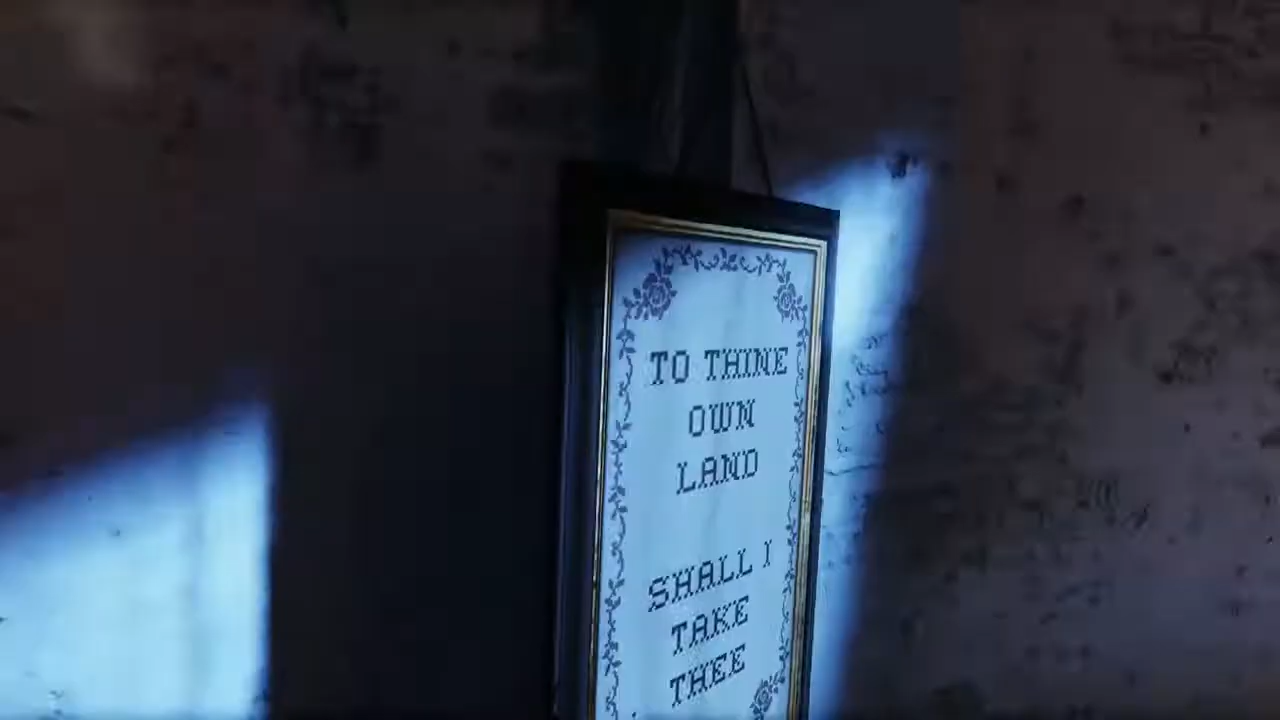 TO THINE
OWN
LAND
SHALL I
TAKE
THEE